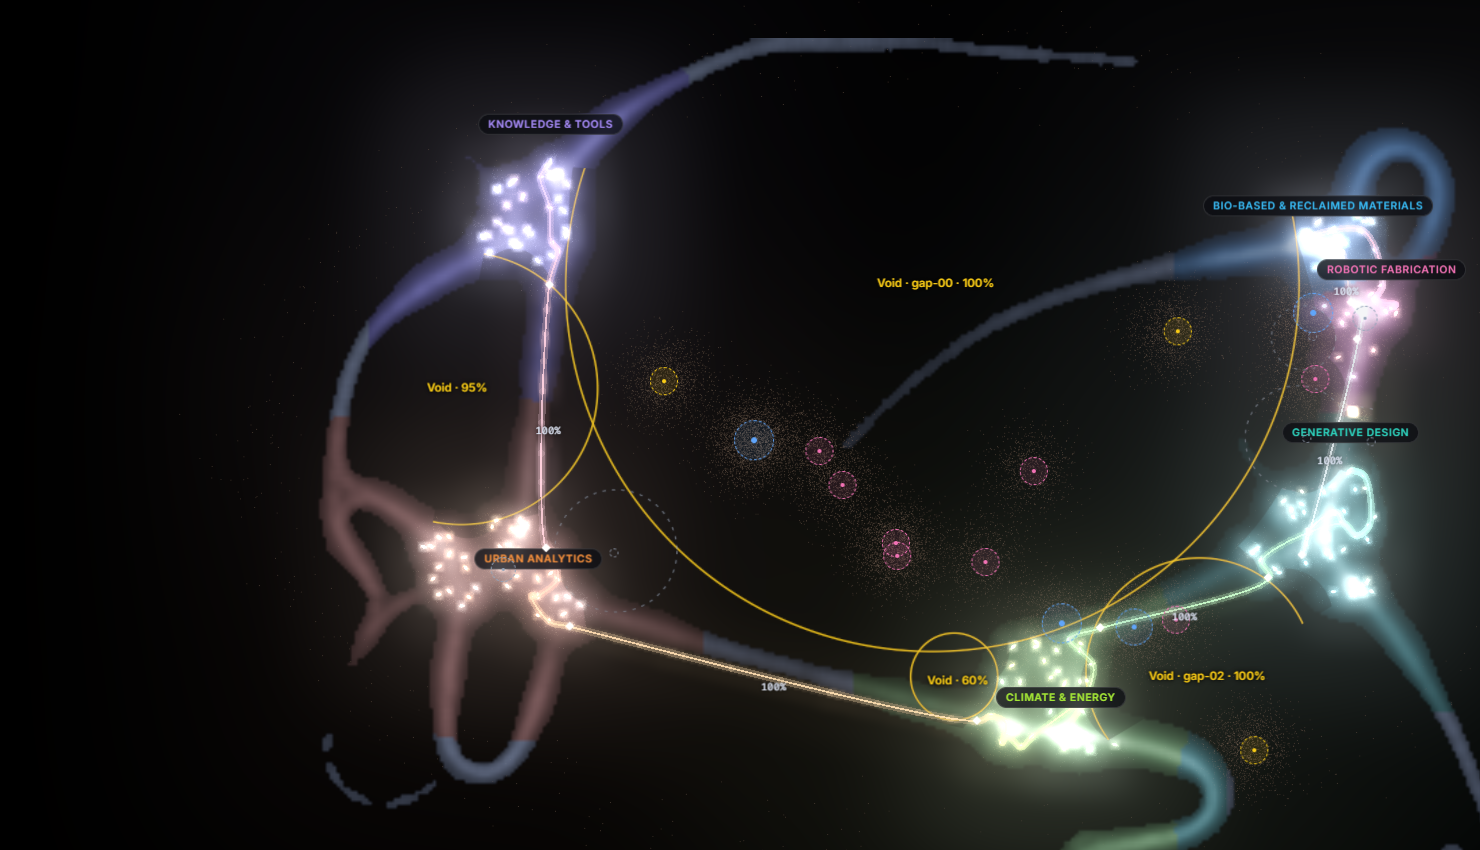 KNOWLEDGE & TOOLS
BIO-BASED & RECLAIMED MATERIALS
ROBOTIC FABRICATION
Void · gap-00 · 100%
100%
Void · 95%
100%
GENERATIVE DESIGN
100%
URBAN ANALYTICS
100%
Void · 60%
Void · gap-02 · 100%
100%
CLIMATE & ENERGY